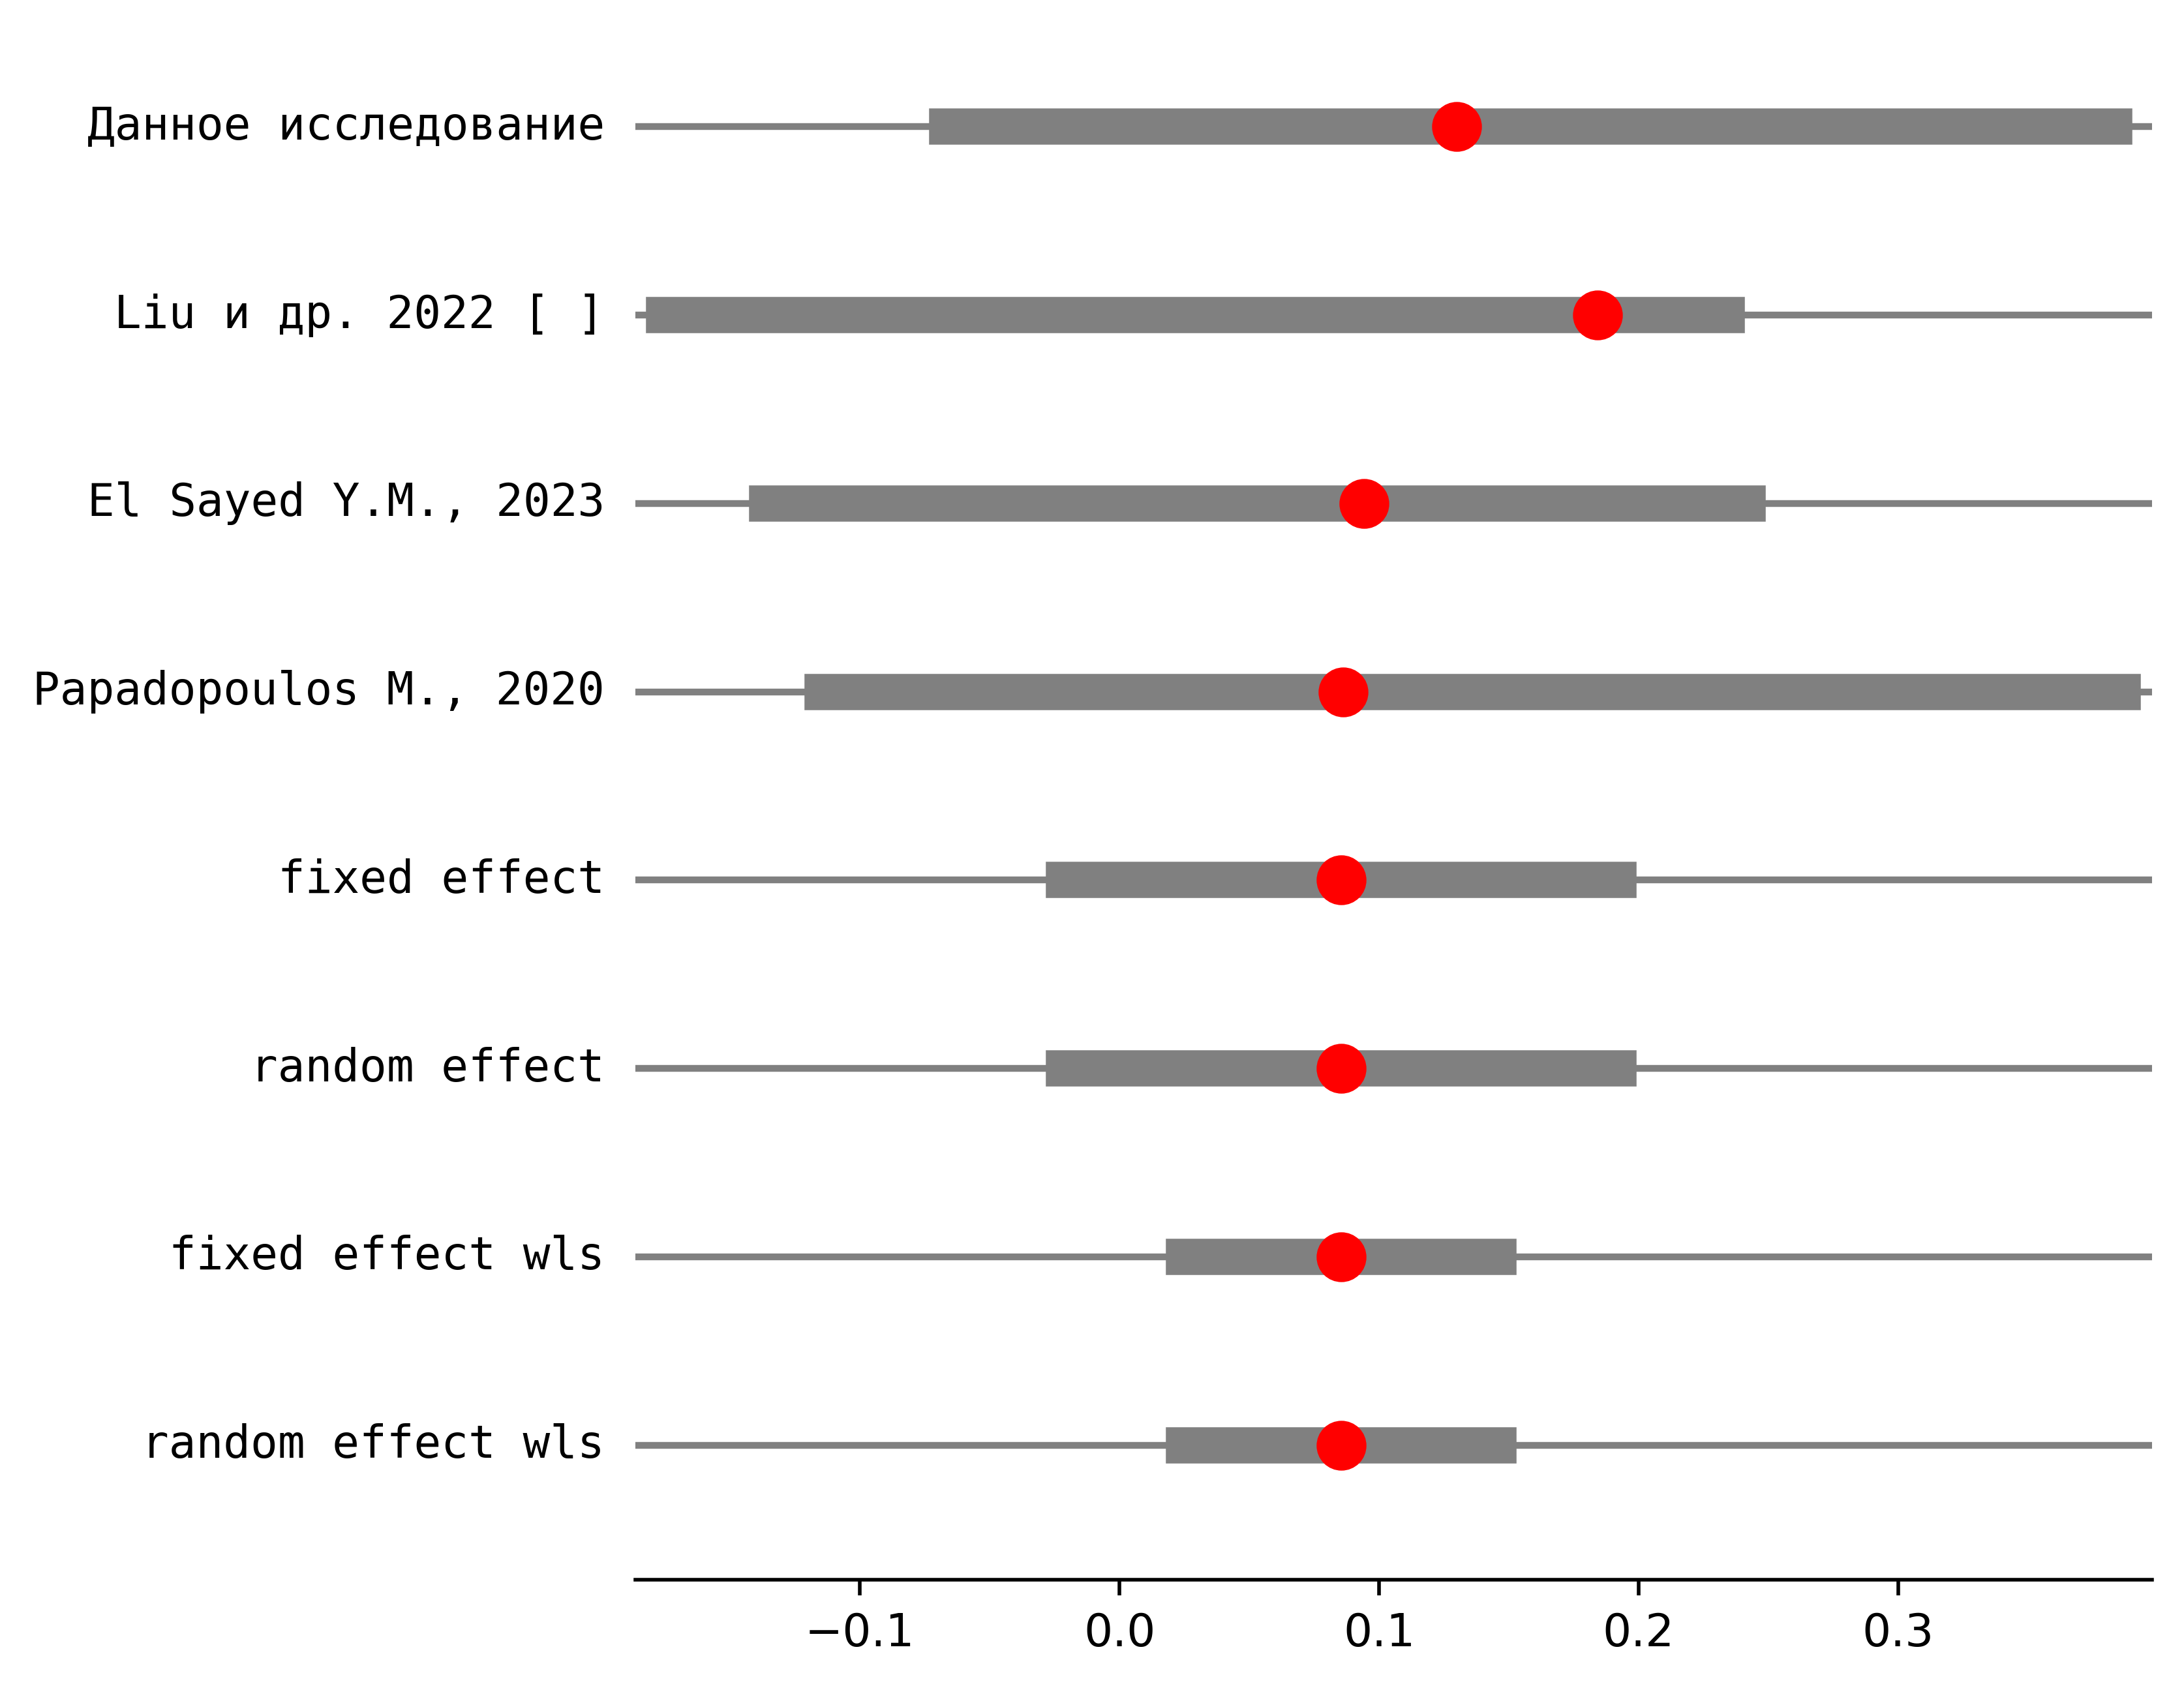 Данное исследование
Liu и др. 2022 [ ]
El Sayed Y.M., 2023
Papadopoulos M., 2020
fixed effect
random effect
fixed effect wls
random effect wls
−0.1 0.0 0.1 0.2 0.3